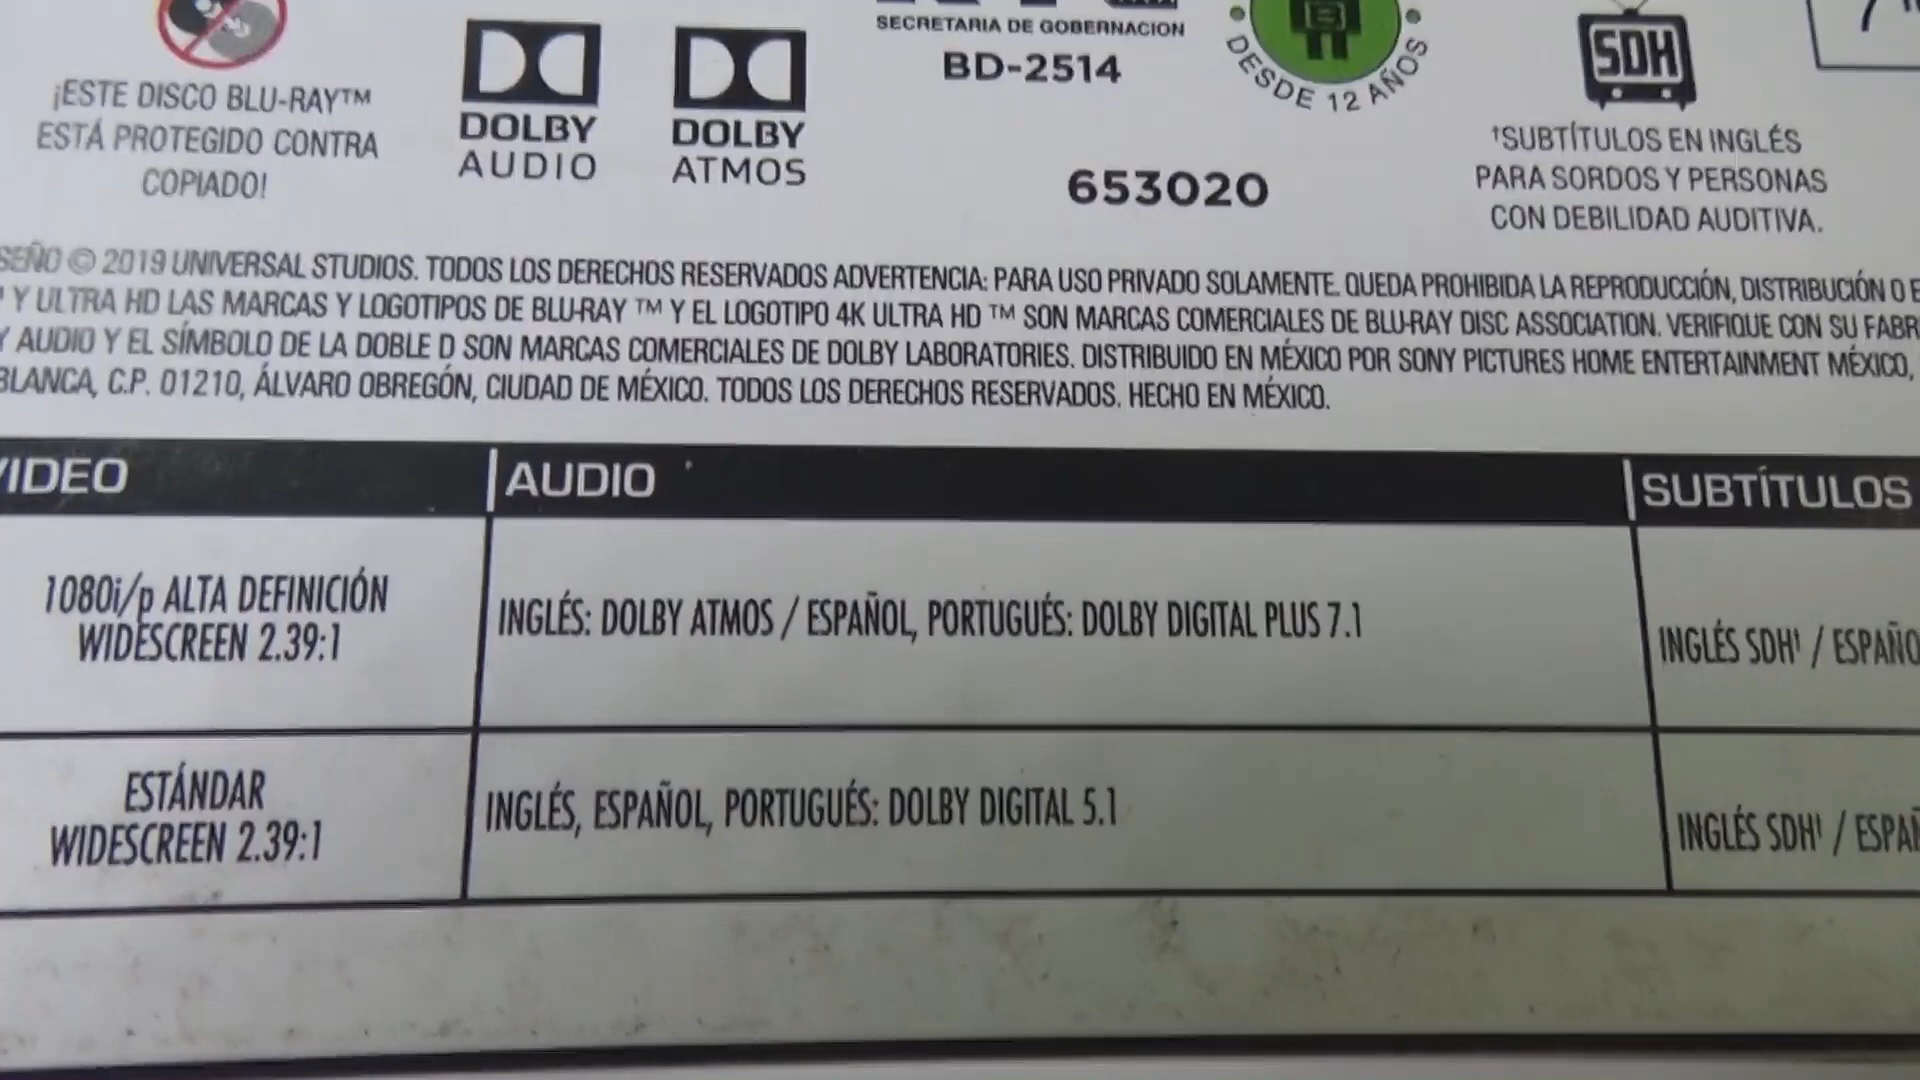 ¡ESTE DISCO BLU-RAY™
ESTÁ PROTEGIDO CONTRA
COPIADO!
DOLBY
AUDIO
DOLBY
ATMOS
SECRETARIA DE GOBERNACION
BD-2514
653020
B
DESDE 12 AÑOS
SDH
†SUBTÍTULOS EN INGLÉS
PARA SORDOS Y PERSONAS
CON DEBILIDAD AUDITIVA.
© 2019 UNIVERSAL STUDIOS. TODOS LOS DERECHOS RESERVADOS ADVERTENCIA: PARA USO PRIVADO SOLAMENTE. QUEDA PROHIBIDA LA REPRODUCCIÓN, DISTRIBUCIÓN O
Y ULTRA HD LAS MARCAS Y LOGOTIPOS DE BLU-RAY ™ Y EL LOGOTIPO 4K ULTRA HD ™ SON MARCAS COMERCIALES DE BLU-RAY DISC ASSOCIATION. VERIFIQUE CON SU
AUDIO Y EL SÍMBOLO DE LA DOBLE D SON MARCAS COMERCIALES DE DOLBY LABORATORIES. DISTRIBUIDO EN MÉXICO POR SONY PICTURES HOME ENTERTAINMENT MÉXICO,
BLANCA, C.P. 01210, ÁLVARO OBREGÓN, CIUDAD DE MÉXICO. TODOS LOS DERECHOS RESERVADOS. HECHO EN MÉXICO.
VIDEO AUDIO SUBTÍTULOS
1080i/p ALTA DEFINICIÓN
WIDESCREEN 2.39:1
INGLÉS: DOLBY ATMOS / ESPAÑOL, PORTUGUÉS: DOLBY DIGITAL PLUS 7.1
INGLÉS SDH† / ESPAÑO
ESTÁNDAR
WIDESCREEN 2.39:1
INGLÉS, ESPAÑOL, PORTUGUÉS: DOLBY DIGITAL 5.1
INGLÉS SDH† / ESPAÑ